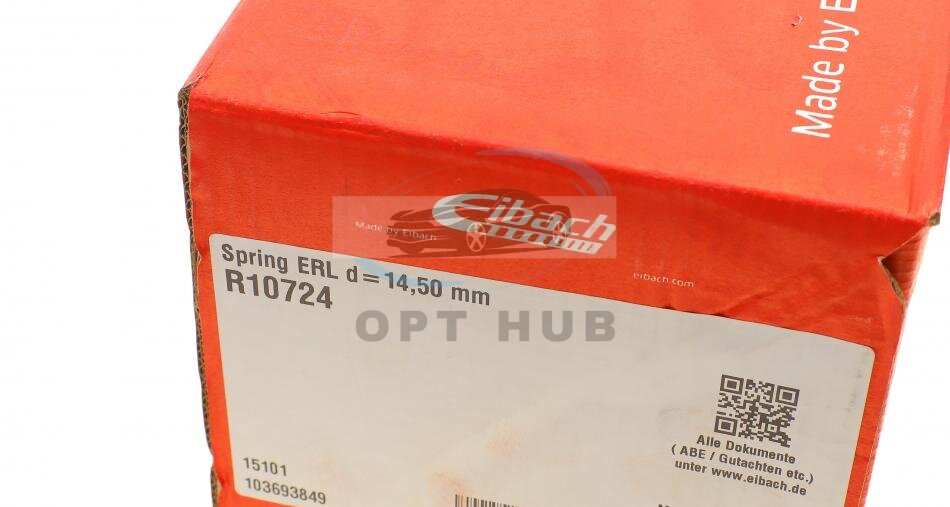 Made by E
Eibach
Made by Eibach
eibach.com
Spring ERL d=14,50 mm
R10724
OPT HUB
Alle Dokumente
( ABE / Gutachten etc.)
unter www.eibach.de
15101
103693849